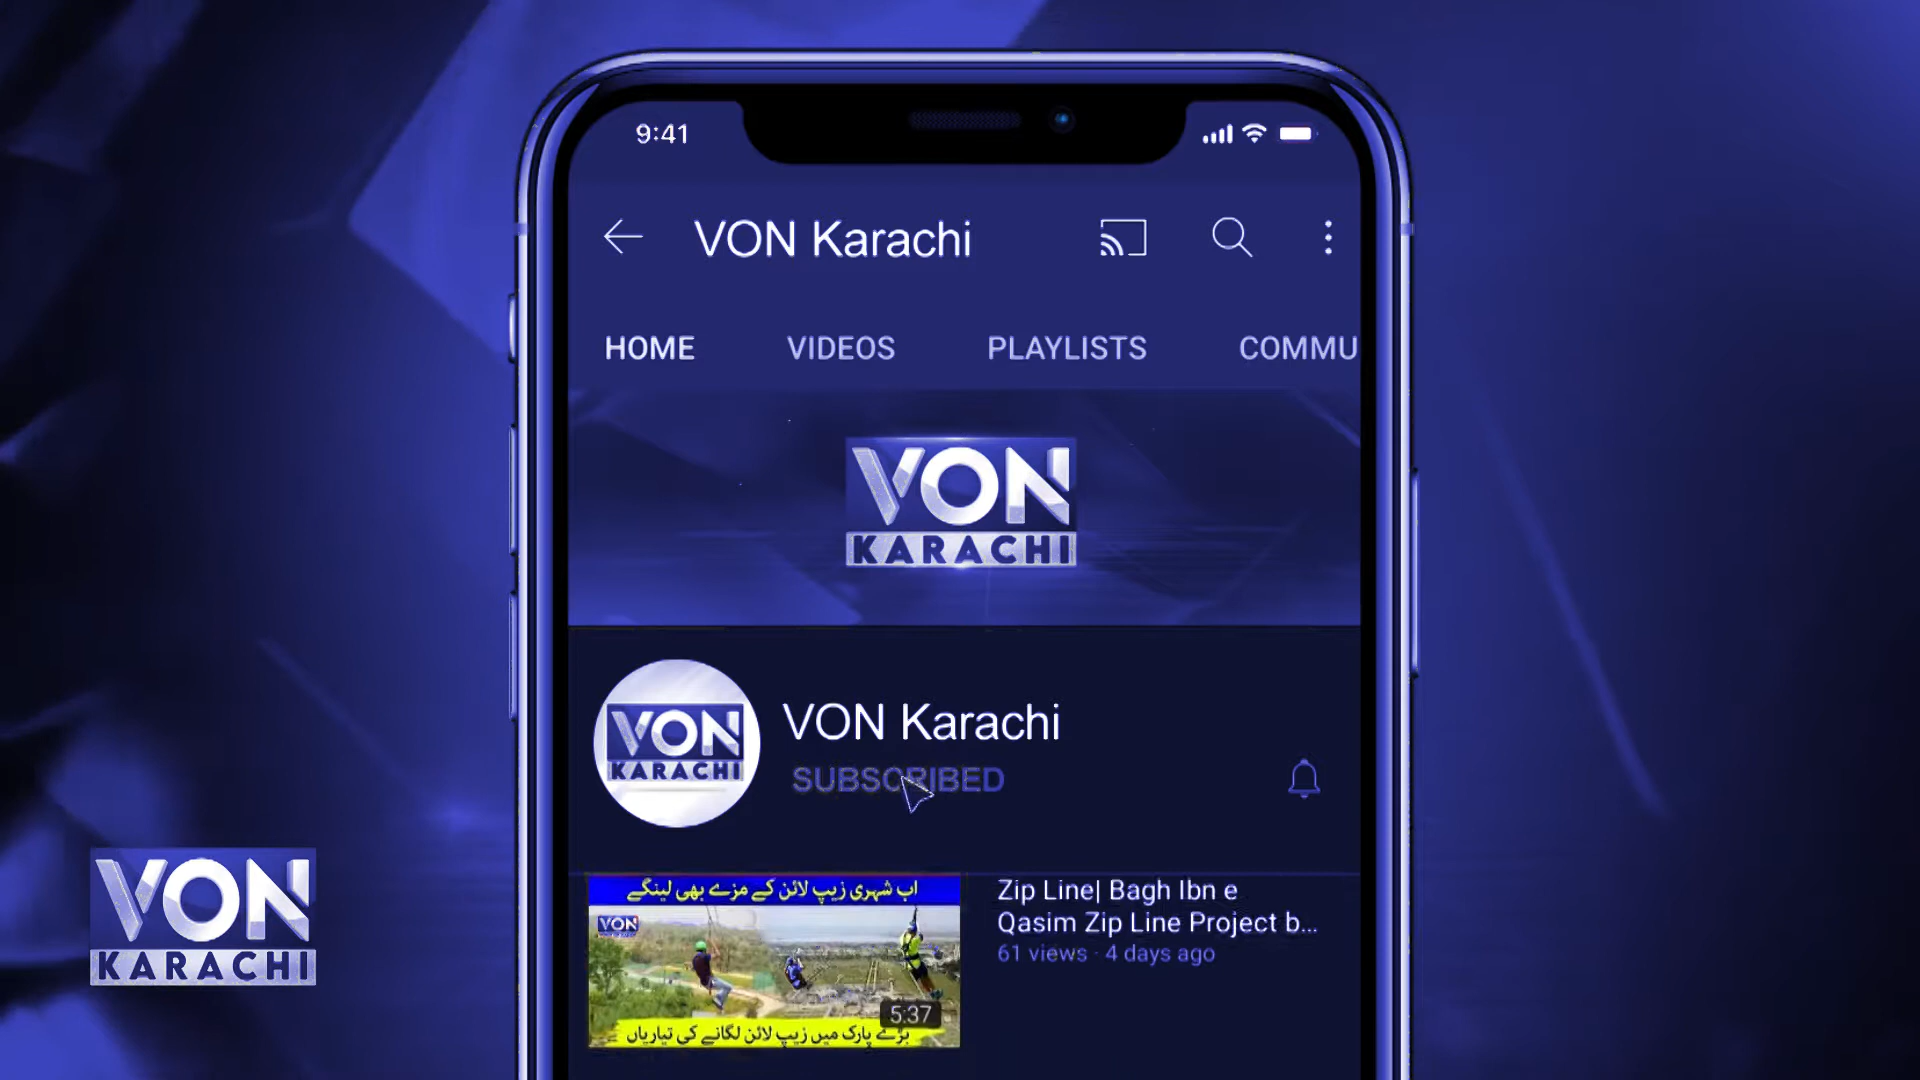 9:41
VON Karachi
HOME VIDEOS PLAYLISTS COMMU
VON
KARACHI
VON
KARACHI
VON Karachi
SUBSCRIBED
اب شہری زیپ لائن کے مزے بھی لینگے
VON
5:37
بڑے پارک میں زیپ لائن لگانے کی تیاریاں
Zip Line| Bagh Ibn e
Qasim Zip Line Project b...
61 views · 4 days ago
VON
KARACHI